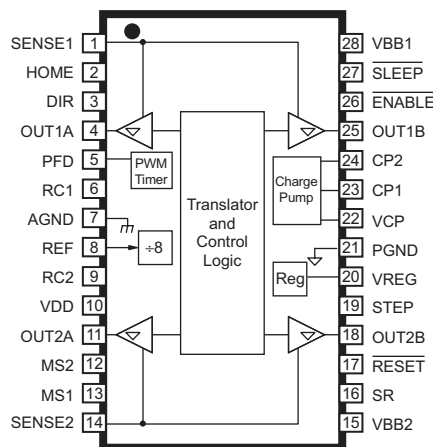 SENSE1 1
HOME 2
DIR 3
OUT1A 4
PFD 5
RC1 6
AGND 7
REF 8
RC2 9
VDD 10
OUT2A 11
MS2 12
MS1 13
SENSE2 14
PWM
Timer
÷8
Translator
and
Control
Logic
Charge
Pump
Reg
28 VBB1
27 SLEEP
26 ENABLE
25 OUT1B
24 CP2
23 CP1
22 VCP
21 PGND
20 VREG
19 STEP
18 OUT2B
17 RESET
16 SR
15 VBB2